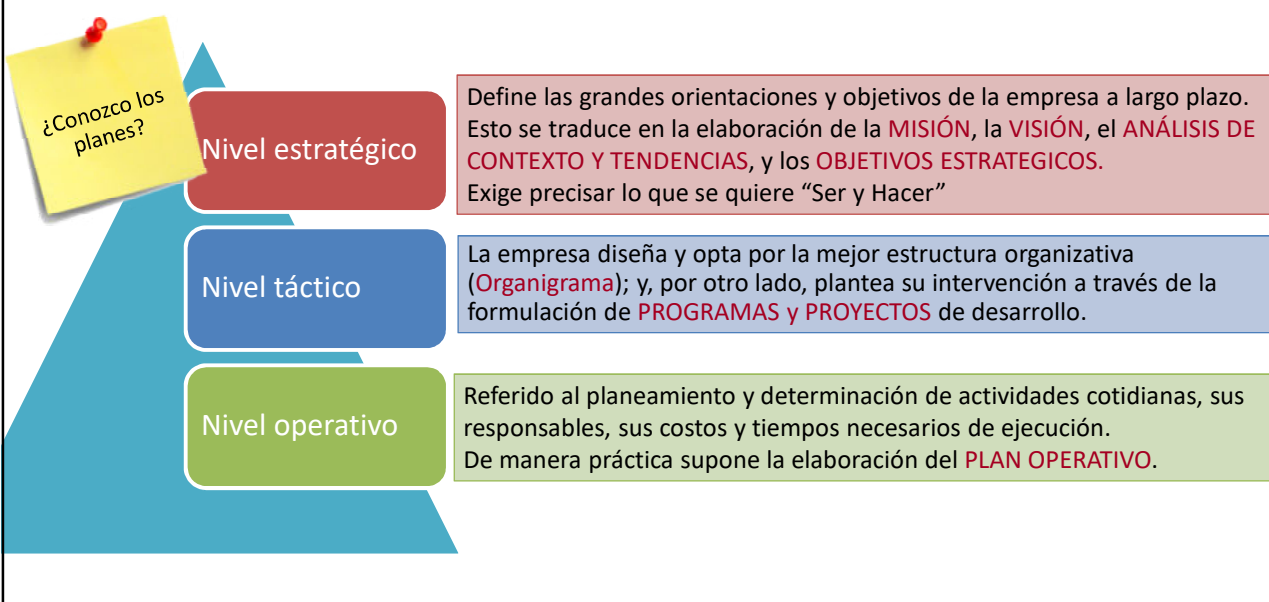 ¿Conozco los
planes?
Nivel estratégico
Define las grandes orientaciones y objetivos de la empresa a largo plazo.
Esto se traduce en la elaboración de la MISIÓN, la VISIÓN, el ANÁLISIS DE
CONTEXTO Y TENDENCIAS, y los OBJETIVOS ESTRATEGICOS.
Exige precisar lo que se quiere “Ser y Hacer”
Nivel táctico
La empresa diseña y opta por la mejor estructura organizativa
(Organigrama); y, por otro lado, plantea su intervención a través de la
formulación de PROGRAMAS y PROYECTOS de desarrollo.
Nivel operativo
Referido al planeamiento y determinación de actividades cotidianas, sus
responsables, sus costos y tiempos necesarios de ejecución.
De manera práctica supone la elaboración del PLAN OPERATIVO.